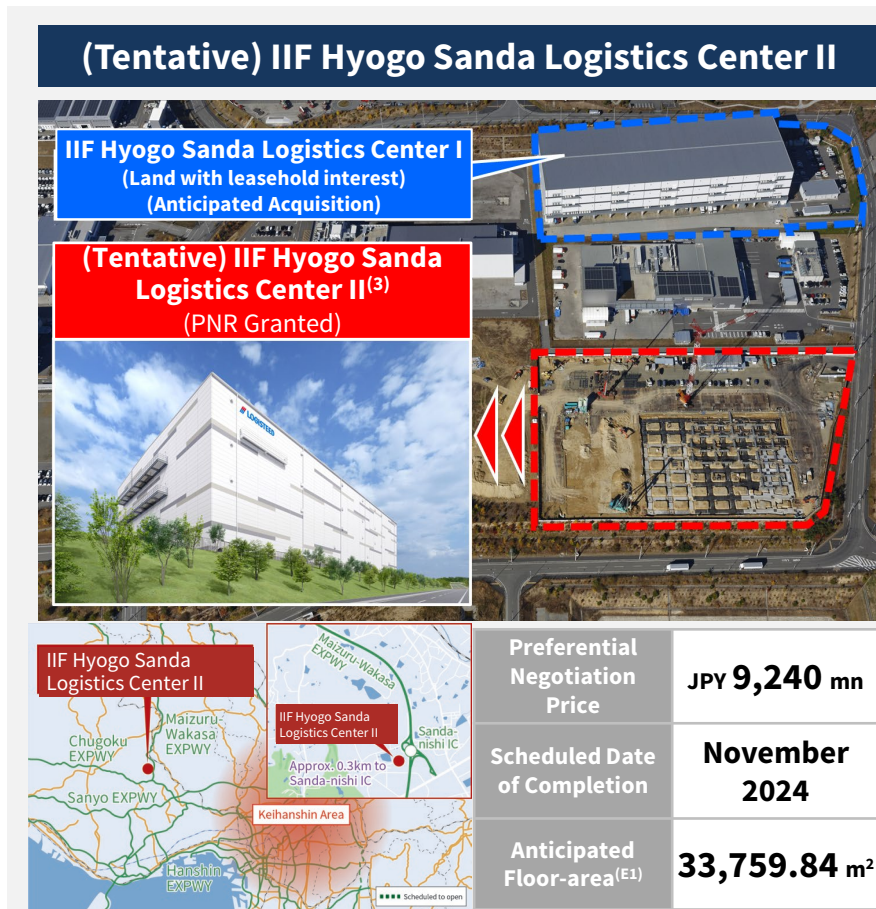 (Tentative) IIF Hyogo Sanda Logistics Center II
IIF Hyogo Sanda Logistics Center I
(Land with leasehold interest)
(Anticipated Acquisition)
(Tentative) IIF Hyogo Sanda
Logistics Center II(3)
(PNR Granted)
LOGISTEED
IIF Hyogo Sanda
Logistics Center II
Maizuru-
Wakasa
EXPWY
Chugoku
EXPWY
Sanyo EXPWY
Hanshin
EXPWY
Keihanshin Area
Maizuru-Wakasa
EXPWY
IIF Hyogo Sanda
Logistics Center II
Sanda-
nishi IC
Approx. 0.3km to
Sanda-nishi IC
Scheduled to open
Preferential
Negotiation
Price
JPY 9,240 mn
Scheduled Date
of Completion
November
2024
Anticipated
Floor-area(E1)
33,759.84 m²